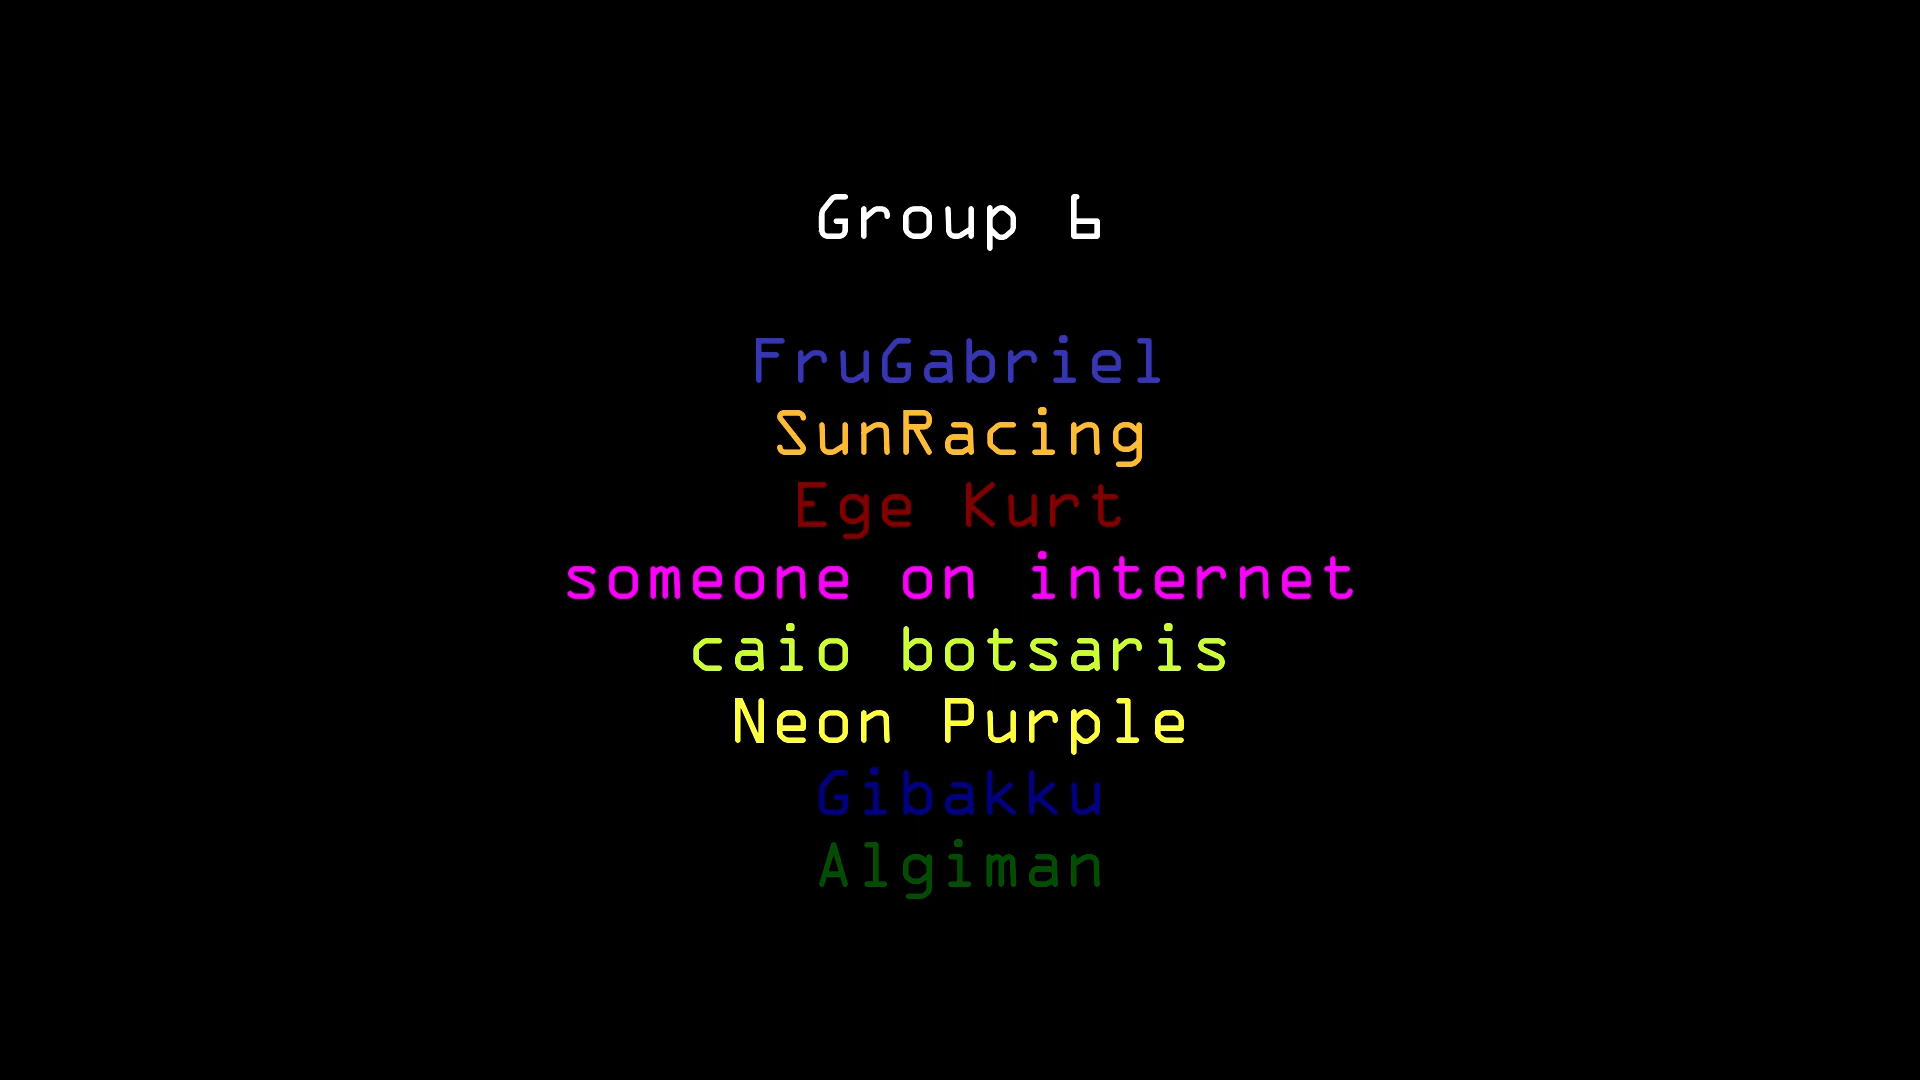 Group 6
FruGabriel
SunRacing
Ege Kurt
someone on internet
caio botsaris
Neon Purple
Gibakku
Algiman